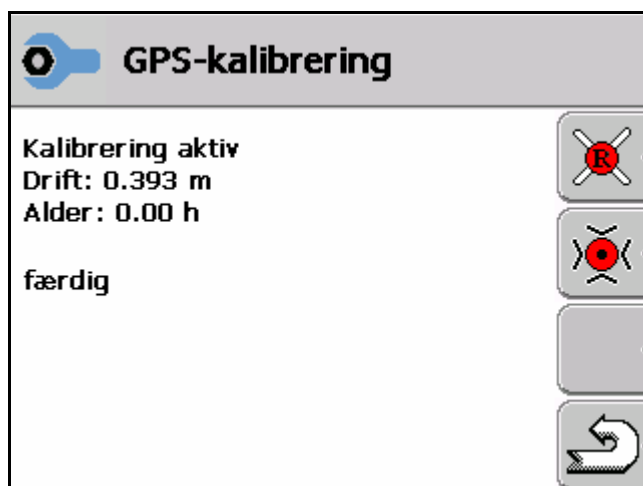 GPS-kalibrering
Kalibrering aktiv
Drift: 0.393 m
Alder: 0.00 h
færdig
R